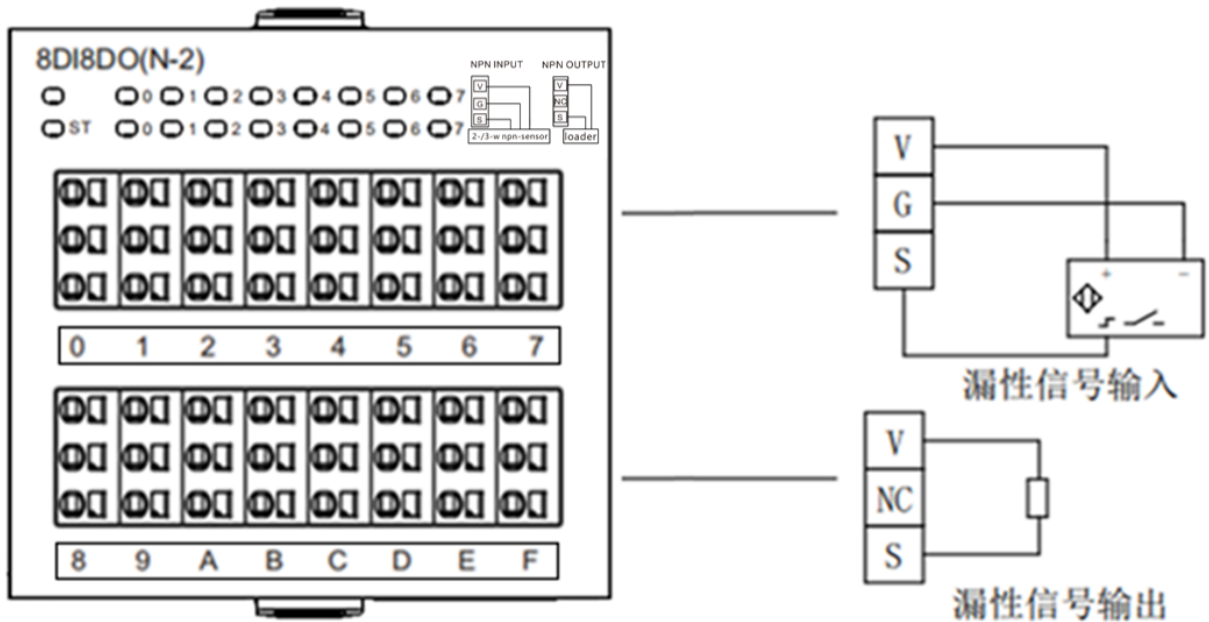 8DI8DO(N-2)
NPN INPUT
NPN OUTPUT
0 1 2 3 4 5 6 7
ST 0 1 2 3 4 5 6 7
V
G
S
2-/3-w npn-sensor
V
NC
S
loader
0 1 2 3 4 5 6 7
8 9 A B C D E F
V
G
S
+ −
漏性信号输入
V
NC
S
漏性信号输出